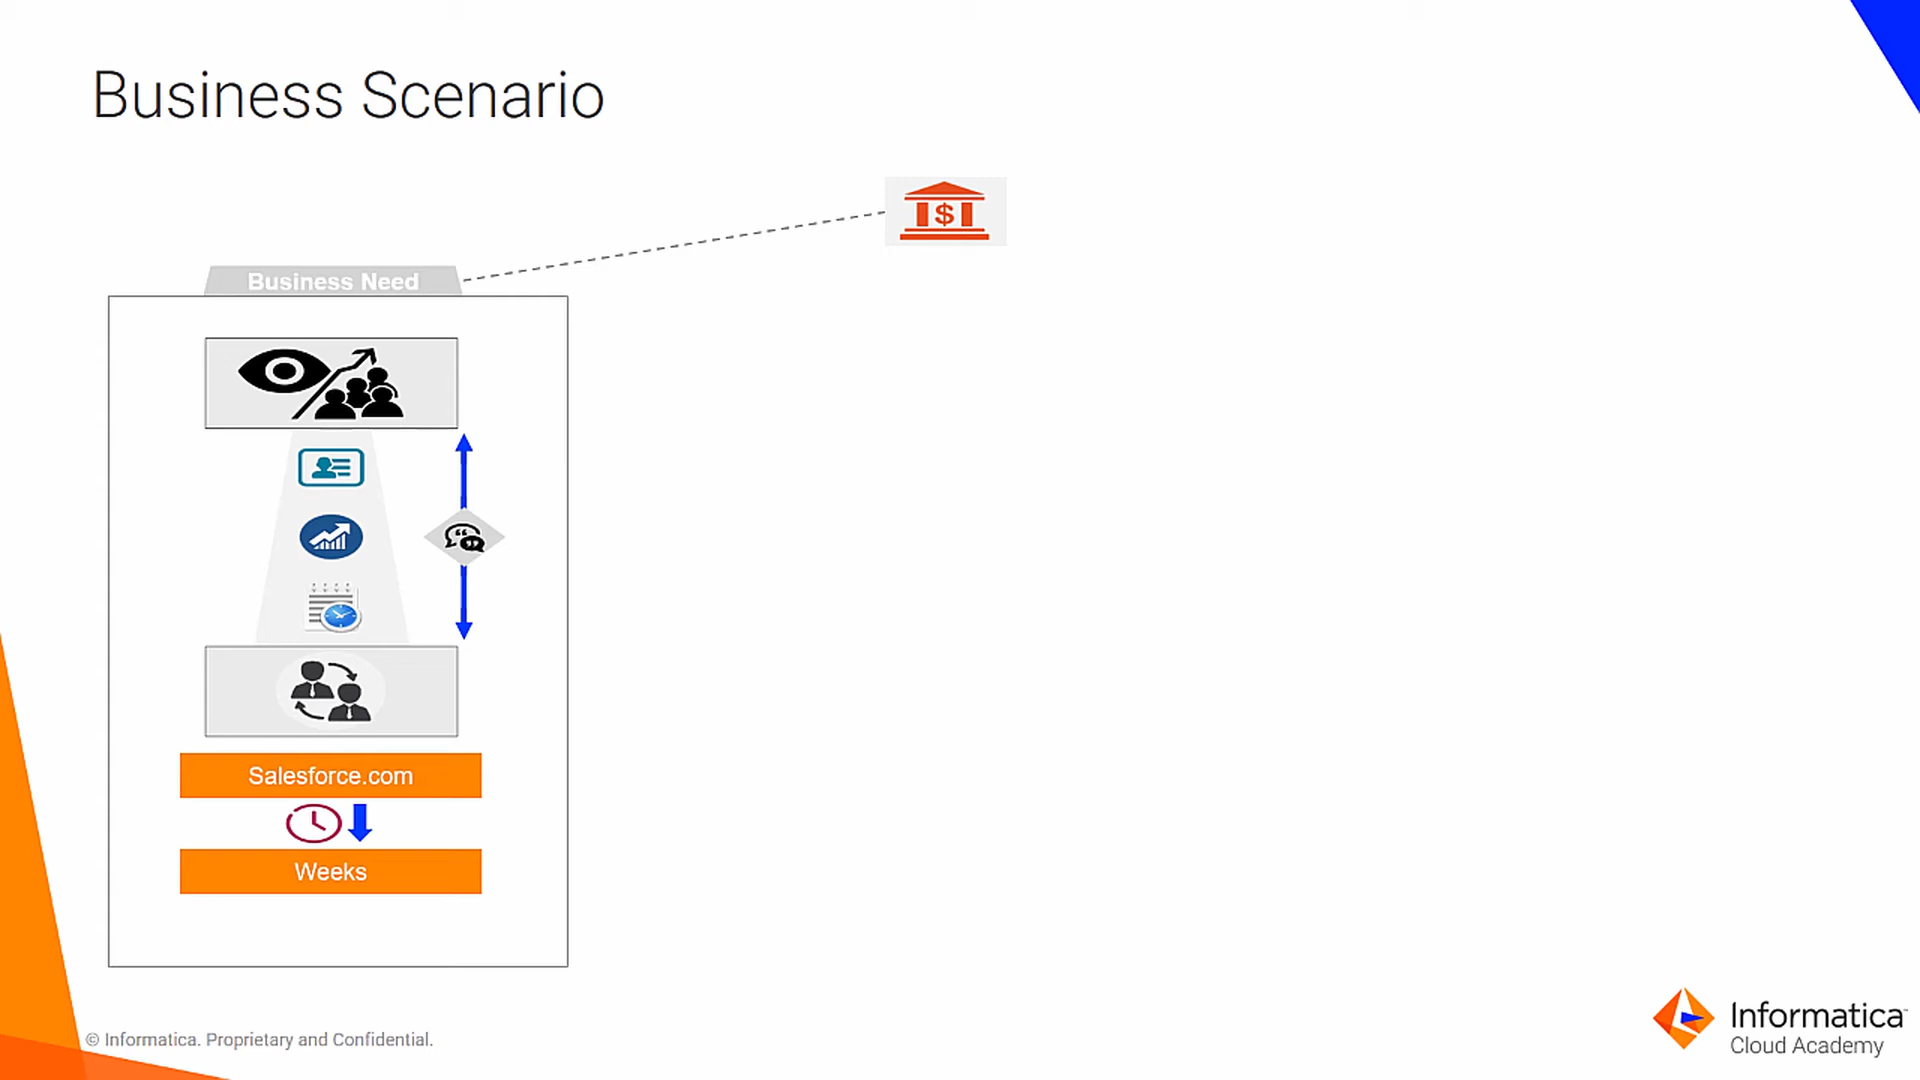 Business Scenario
$
Business Need
Salesforce.com
Weeks
© Informatica. Proprietary and Confidential.
Informatica
Cloud Academy